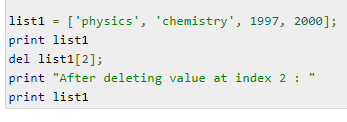 list1 = ['physics', 'chemistry', 1997, 2000];
print list1
del list1[2];
print "After deleting value at index 2 : "
print list1